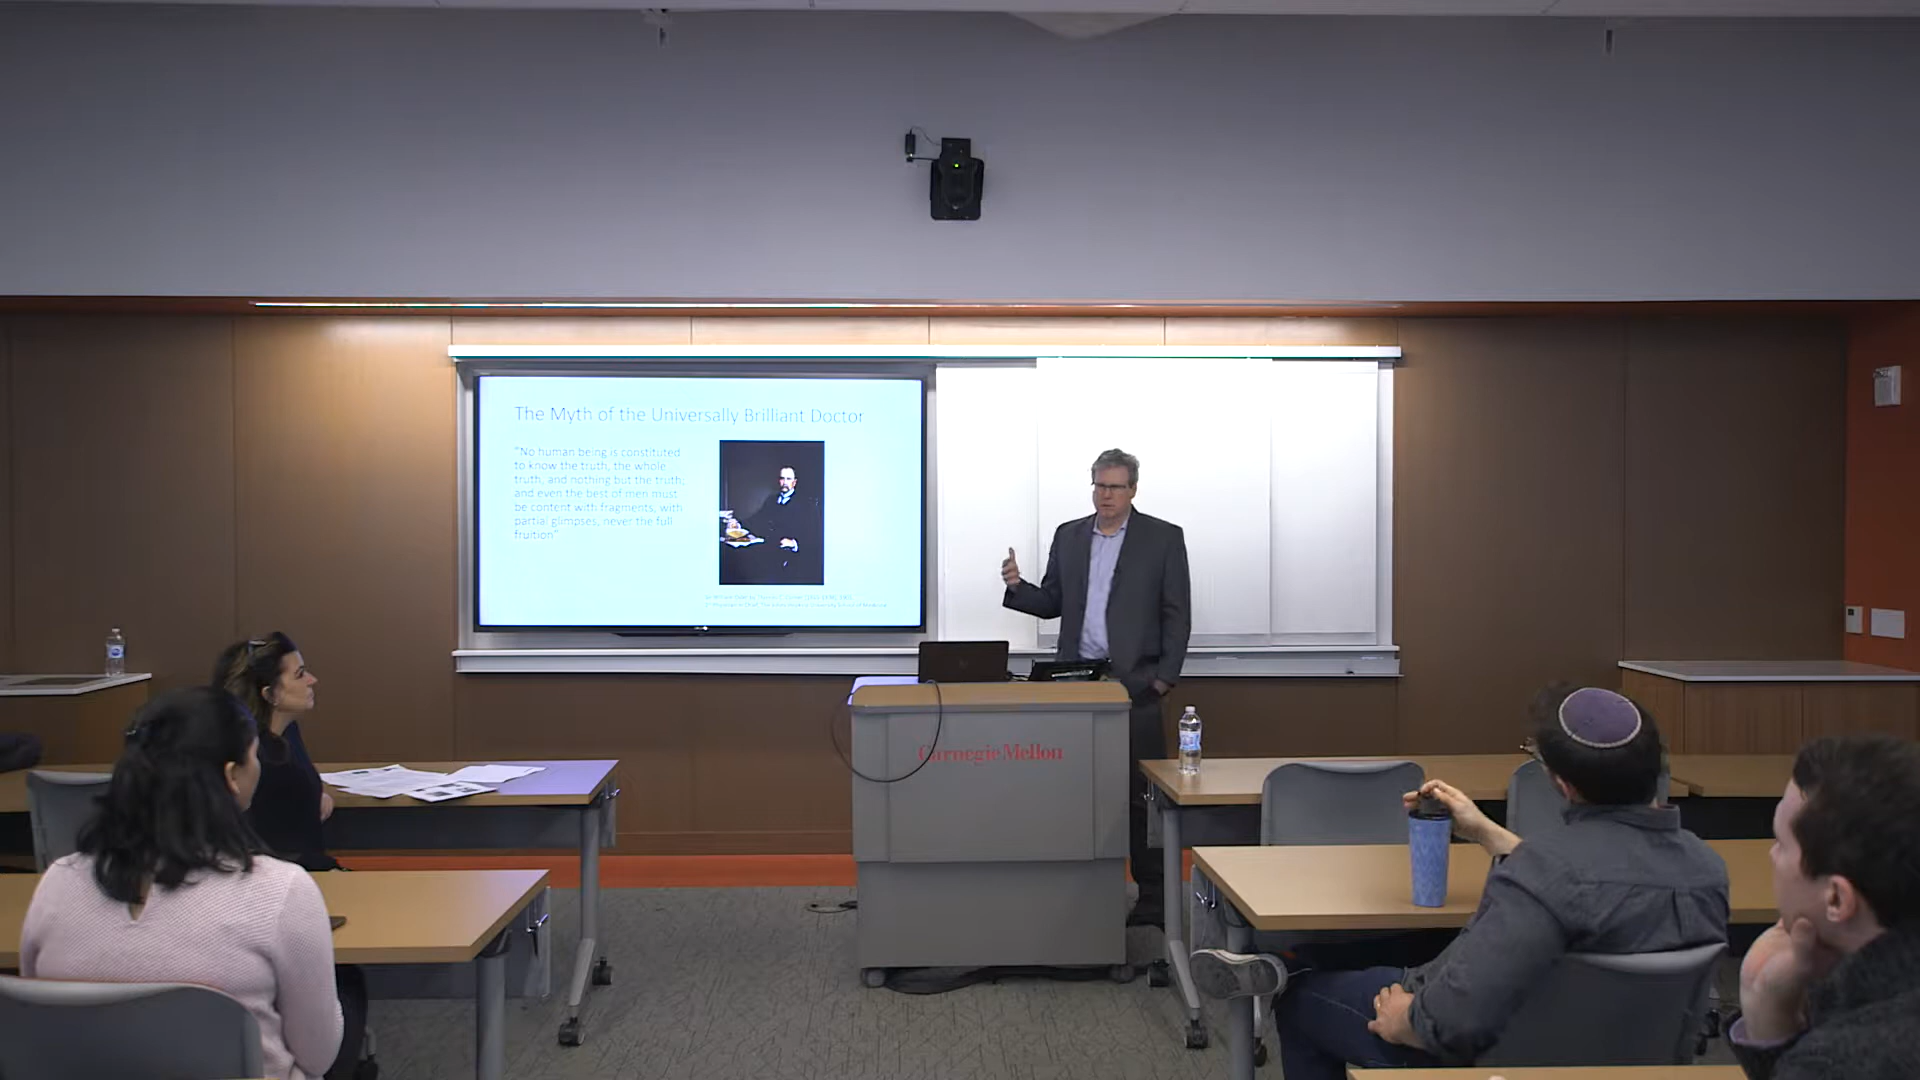 The Myth of the Universally Brilliant Doctor
"No human being is constituted
to know the truth, the whole
truth, and nothing but the truth;
and even the best of men must
be content with fragments, with
partial glimpses, never the full
fruition"
Carnegie Mellon